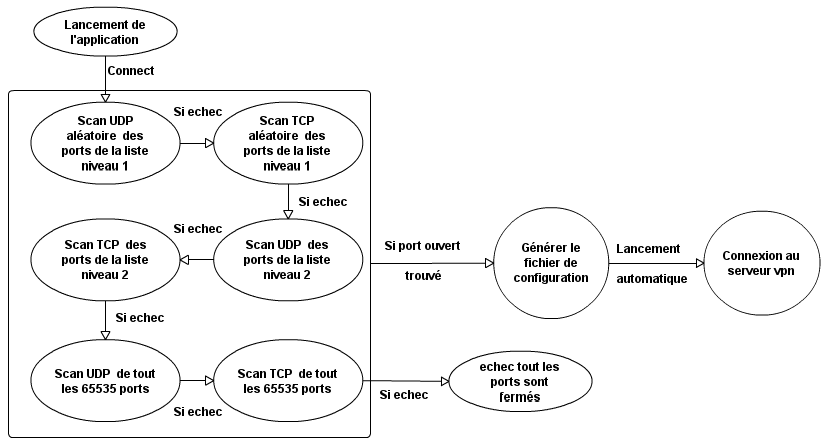 Lancement de
l'application
Connect
Scan UDP
aléatoire des
ports de la liste
niveau 1
Si echec
Scan TCP
aléatoire des
ports de la liste
niveau 1
Si echec
Scan UDP des
ports de la liste
niveau 2
Si echec
Scan TCP des
ports de la liste
niveau 2
Si echec
Scan UDP de tout
les 65535 ports
Si echec
Scan TCP de tout
les 65535 ports
Si echec
echec tout les
ports sont
fermés
Si port ouvert
trouvé
Générer le
fichier de
configuration
Lancement
automatique
Connexion au
serveur vpn